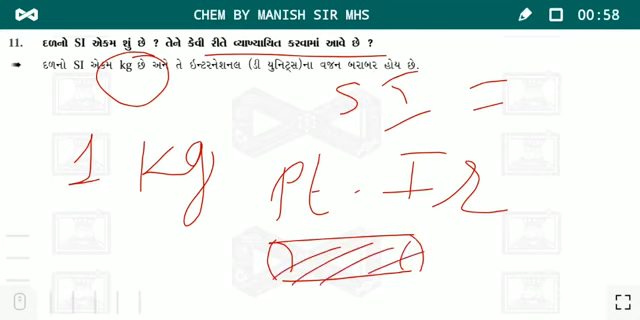 CHEM BY MANISH SIR MHS
00:58
11. દળનો SI એકમ શું છે ? તેને કેવી રીતે વ્યાખ્યાયિત કરવામાં આવે છે ?
➡ દળનો SI એકમ kg છે અને તે ઇન્ટરનેશનલ (ડી યુનિટ્સ)ના વજન બરાબર હોય છે.
SI =
1 Kg Pt. Ir